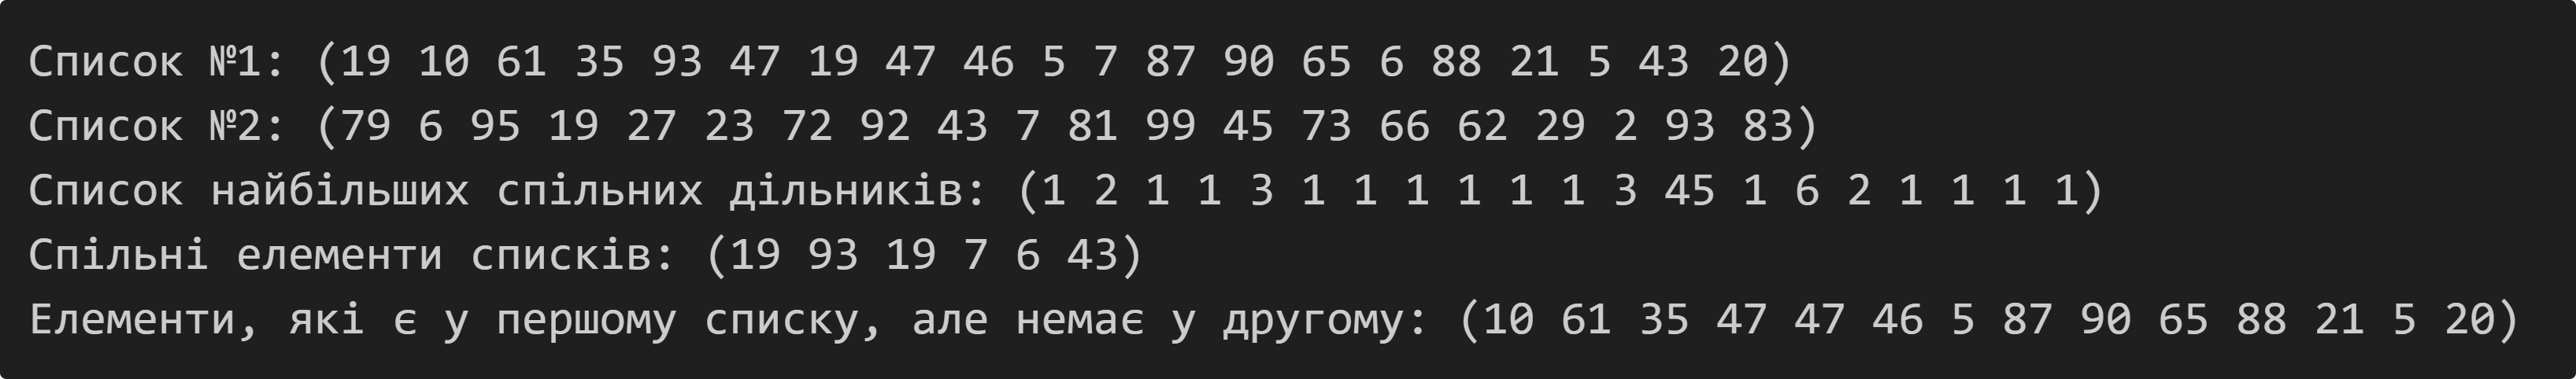 Список №1: (19 10 61 35 93 47 19 47 46 5 7 87 90 65 6 88 21 5 43 20)
Список №2: (79 6 95 19 27 23 72 92 43 7 81 99 45 73 66 62 29 2 93 83)
Список найбільших спільних дільників: (1 2 1 1 3 1 1 1 1 1 1 3 45 1 6 2 1 1 1 1)
Спільні елементи списків: (19 93 19 7 6 43)
Елементи, які є у першому списку, але немає у другому: (10 61 35 47 47 46 5 87 90 65 88 21 5 20)